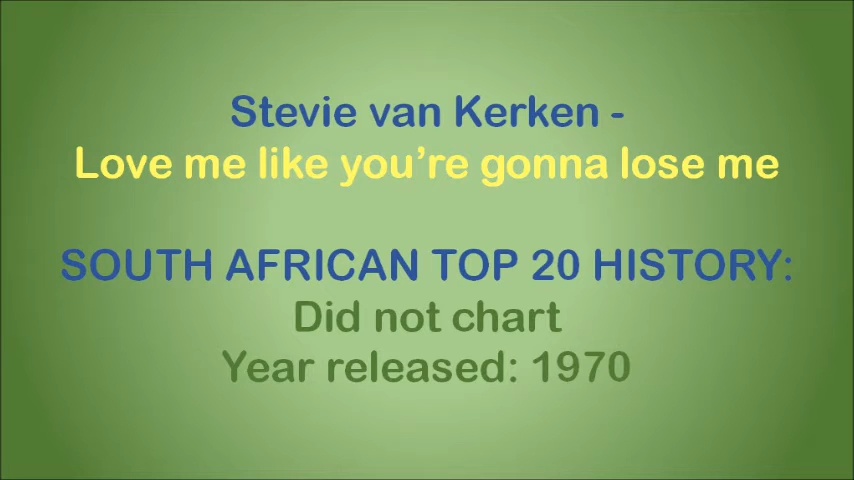 Stevie van Kerken -
Love me like you’re gonna lose me
SOUTH AFRICAN TOP 20 HISTORY:
Did not chart
Year released: 1970